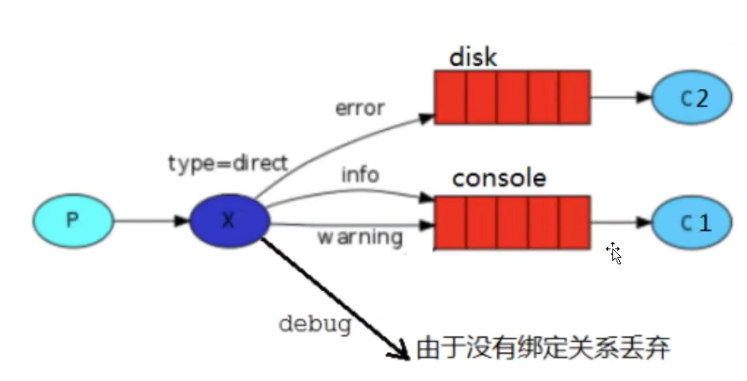 disk
C2
error
type=direct
info
console
P
X
C1
warning
debug
由于没有绑定关系丢弃